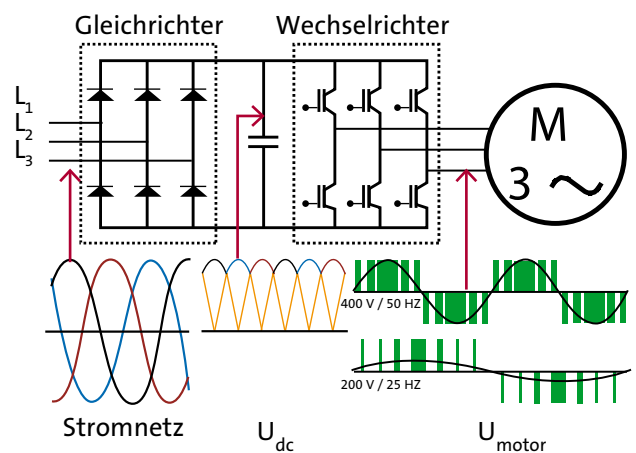 Gleichrichter
Wechselrichter
L1
L2
L3
M
3
400 V / 50 HZ
200 V / 25 HZ
Stromnetz
Udc
Umotor